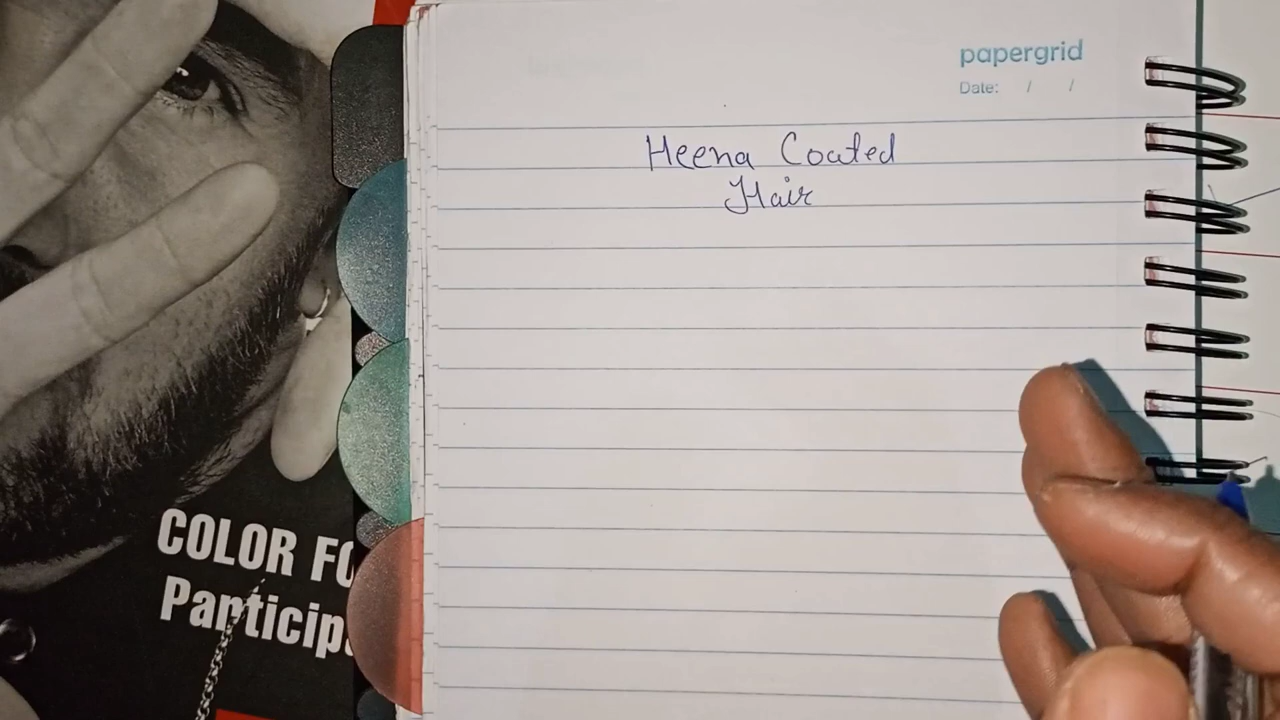 papergrid
Date: / /
Heena Coated
Hair
COLOR FO
Particip